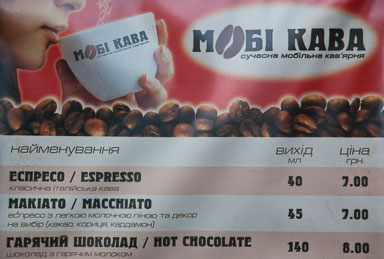 МОБІ КАВА
МОБІ КАВА
сучасна мобільна кав'ярня
найменування вихід ціна
мл грн.
ЕСПРЕСО / ESPRESSO 40 7.00
класична італійська кава
МАКІАТО / MACCHIATO 45 7.00
еспресо з легкою молочною піною та декор
на вибір (какао, кориця, кардамон)
ГАРЯЧИЙ ШОКОЛАД / HOT CHOCOLATE 140 8.00
шоколад з гарячим молоком